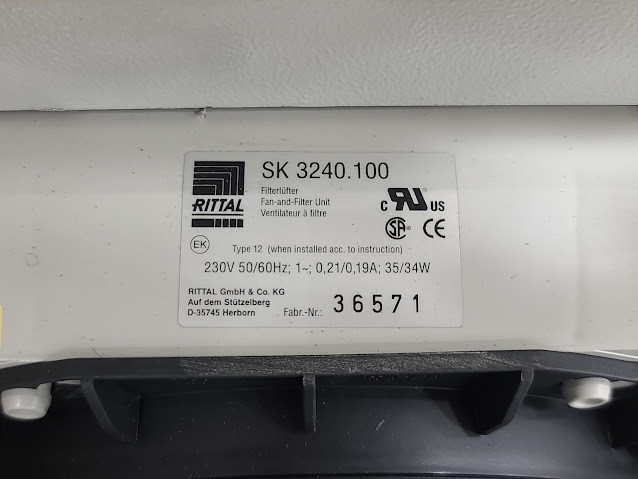 SK 3240.100
RITTAL
Filterlüfter
Fan-and-Filter Unit
Ventilateur à filtre
c RU US
SA CE
EK
Type 12 (when installed acc. to instruction)
230V 50/60Hz; 1~; 0,21/0,19A; 35/34W
RITTAL GmbH & Co. KG
Auf dem Stützelberg
D-35745 Herborn
Fabr.-Nr.: 36571